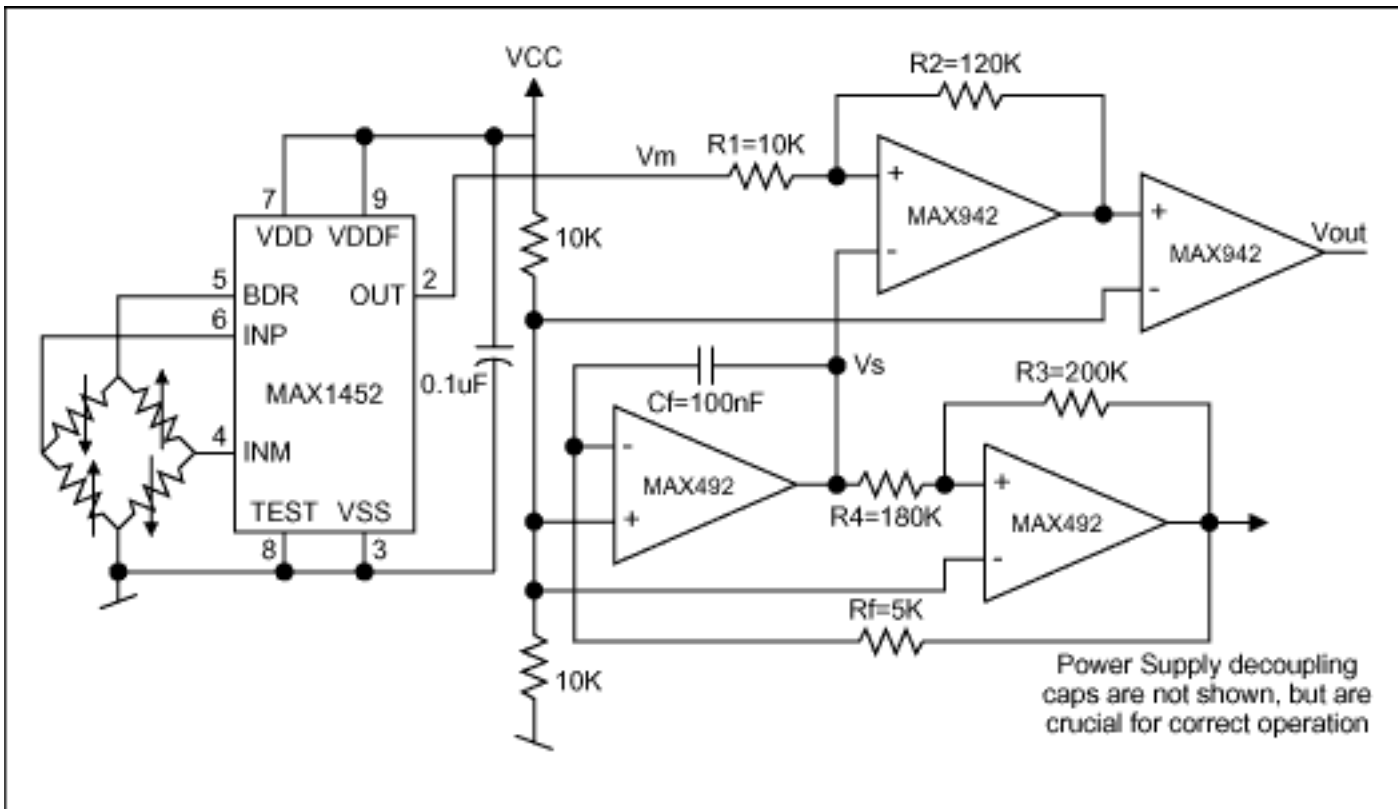 VCC
R2=120K
Vm
R1=10K
+
-
MAX942
+
-
MAX942
Vout
7
9
VDD
VDDF
10K
5
BDR
OUT
2
6
INP
MAX1452
0.1uF
4
INM
TEST
VSS
8
3
Cf=100nF
Vs
R3=200K
-
+
MAX492
R4=180K
+
-
MAX492
Rf=5K
10K
Power Supply decoupling
caps are not shown, but are
crucial for correct operation